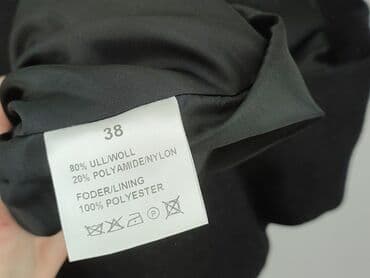 38
80% ULL/WOLL
20% POLYAMIDE/NYLON
FODER/LINING
100% POLYESTER
P